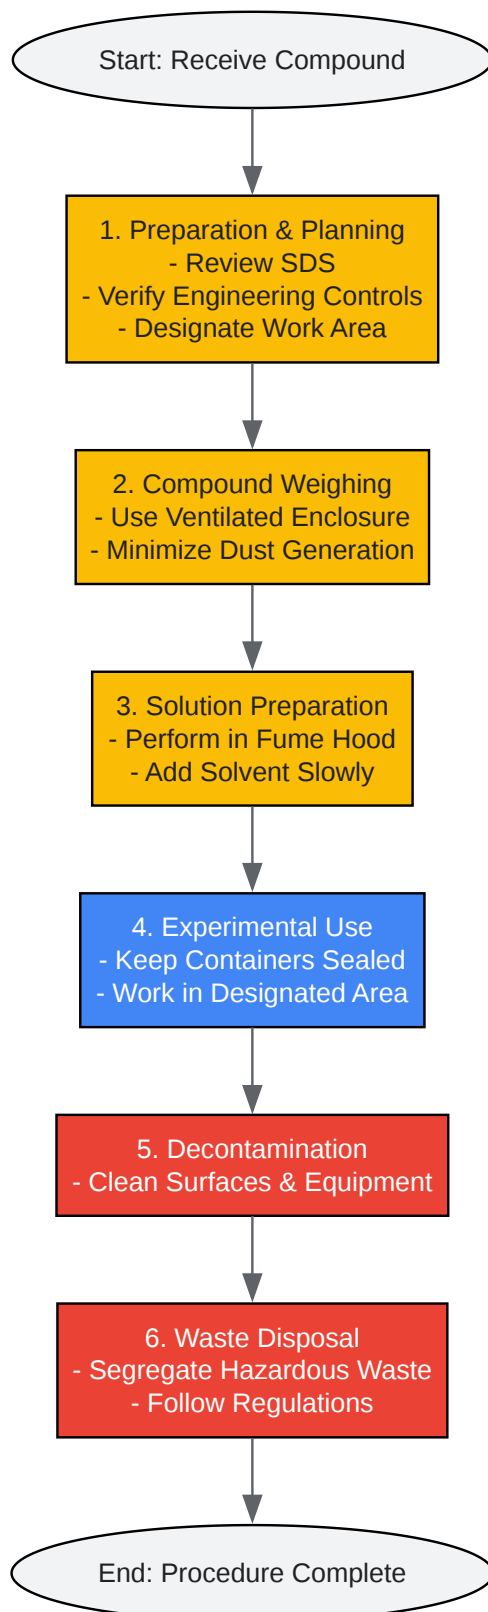 Start: Receive Compound
1. Preparation & Planning
- Review SDS
- Verify Engineering Controls
- Designate Work Area
2. Compound Weighing
- Use Ventilated Enclosure
- Minimize Dust Generation
3. Solution Preparation
- Perform in Fume Hood
- Add Solvent Slowly
4. Experimental Use
- Keep Containers Sealed
- Work in Designated Area
5. Decontamination
- Clean Surfaces & Equipment
6. Waste Disposal
- Segregate Hazardous Waste
- Follow Regulations
End: Procedure Complete